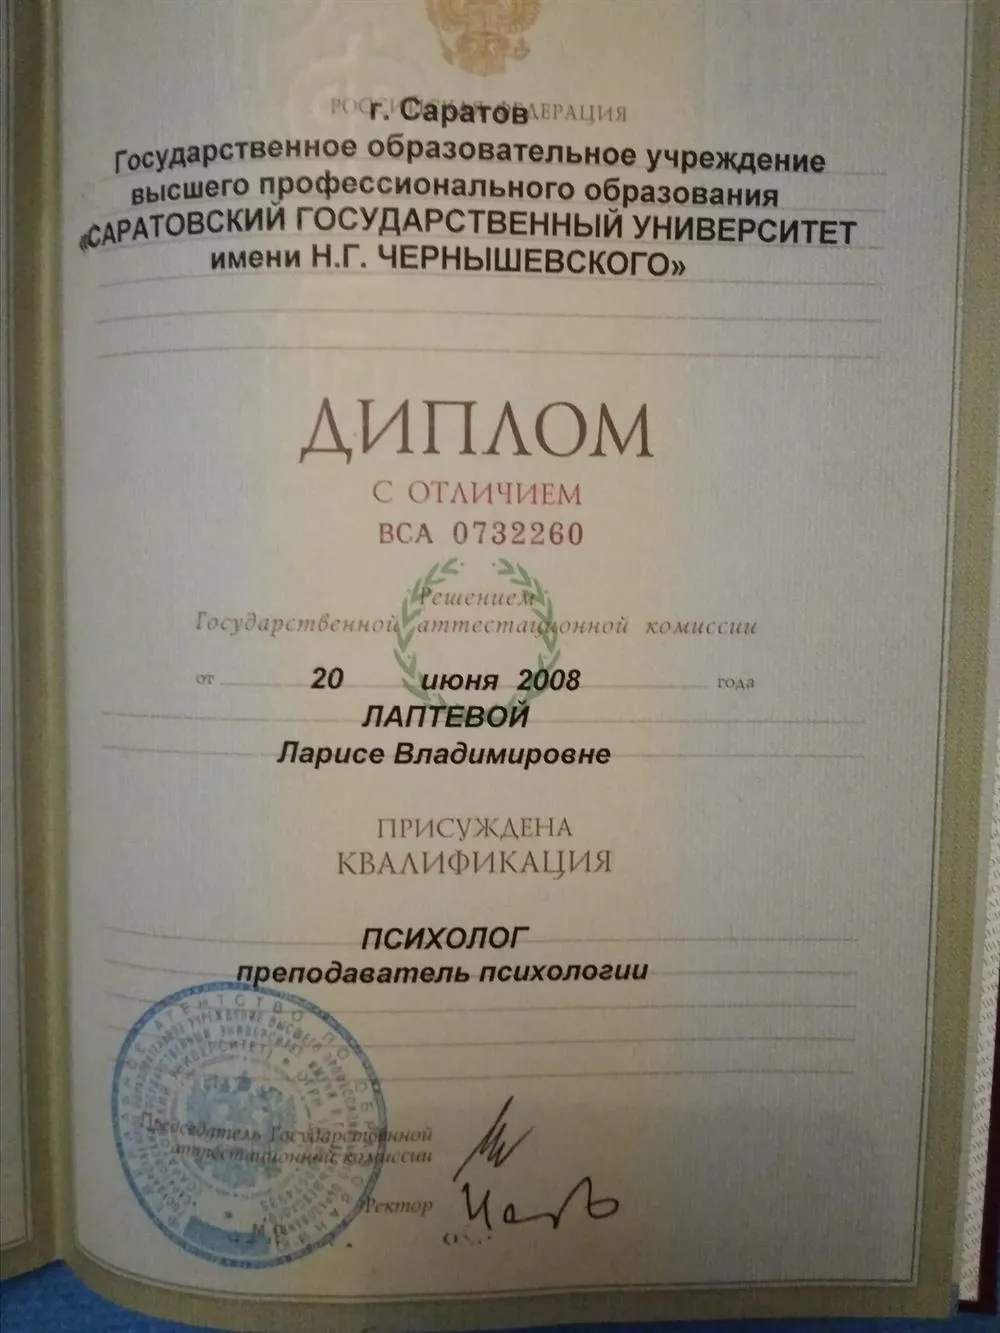 РОССИЙСКАЯ ФЕДЕРАЦИЯ
г. Саратов
Государственное образовательное учреждение
высшего профессионального образования
«САРАТОВСКИЙ ГОСУДАРСТВЕННЫЙ УНИВЕРСИТЕТ
имени Н.Г. ЧЕРНЫШЕВСКОГО»
ДИПЛОМ
С ОТЛИЧИЕМ
ВСА 0732260
Решением
Государственной аттестационной комиссии
от 20 июня 2008 года
ЛАПТЕВОЙ
Ларисе Владимировне
ПРИСУЖДЕНА
КВАЛИФИКАЦИЯ
ПСИХОЛОГ
преподаватель психологии
Председатель Государственной
аттестационной комиссии
Ректор
М.П.